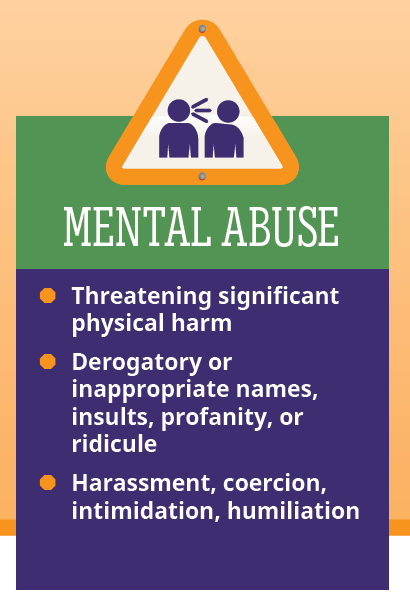 MENTAL ABUSE
Threatening significant
physical harm
Derogatory or
inappropriate names,
insults, profanity, or
ridicule
Harassment, coercion,
intimidation, humiliation